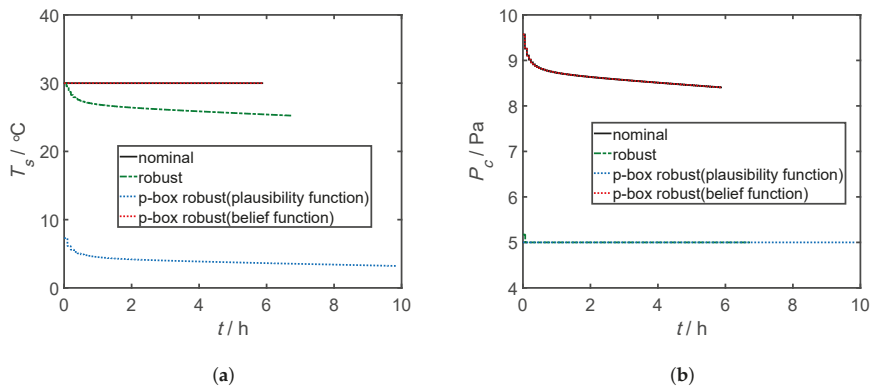 40
30
20
10
0
T_s / °C
nominal
robust
p-box robust(plausibility function)
p-box robust(belief function)
0 2 4 6 8 10
t / h
(a)
10
9
8
7
6
5
4
P_c / Pa
nominal
robust
p-box robust(plausibility function)
p-box robust(belief function)
0 2 4 6 8 10
t / h
(b)